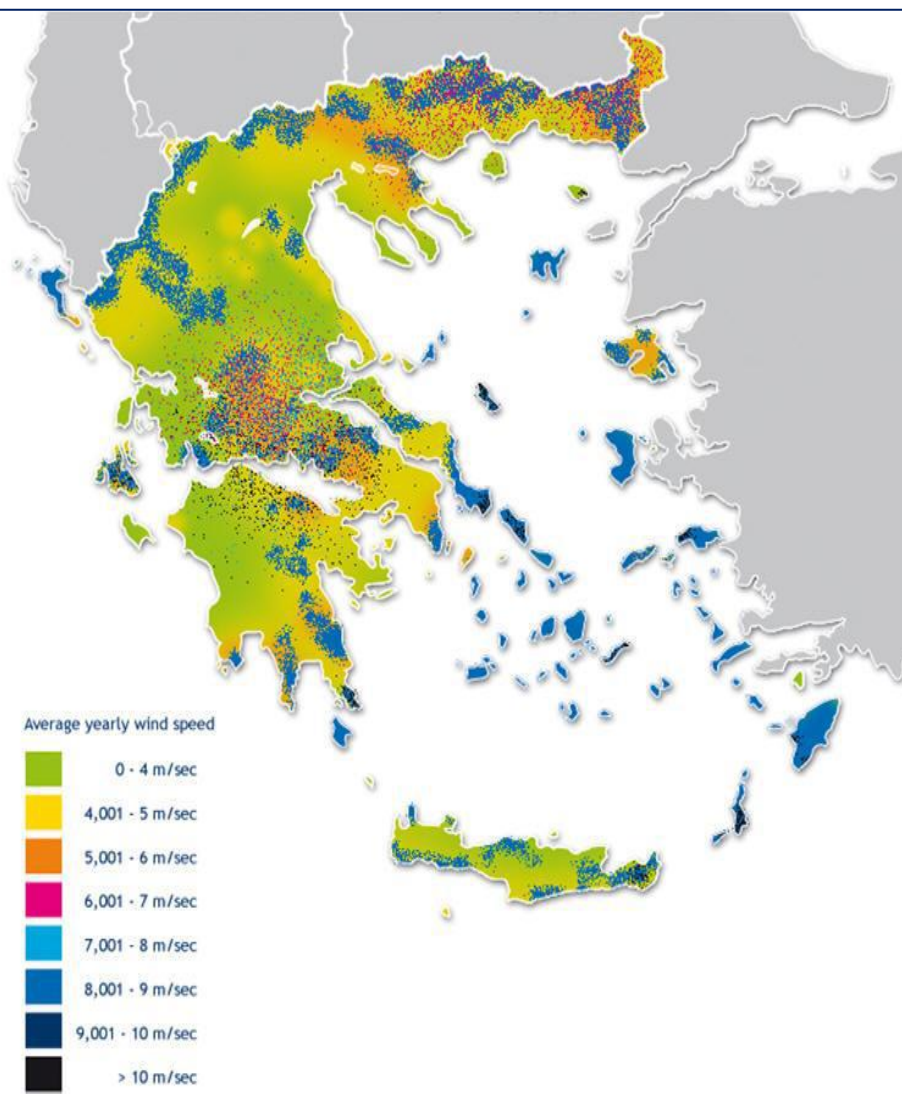 Average yearly wind speed
0 - 4 m/sec
4,001 - 5 m/sec
5,001 - 6 m/sec
6,001 - 7 m/sec
7,001 - 8 m/sec
8,001 - 9 m/sec
9,001 - 10 m/sec
> 10 m/sec